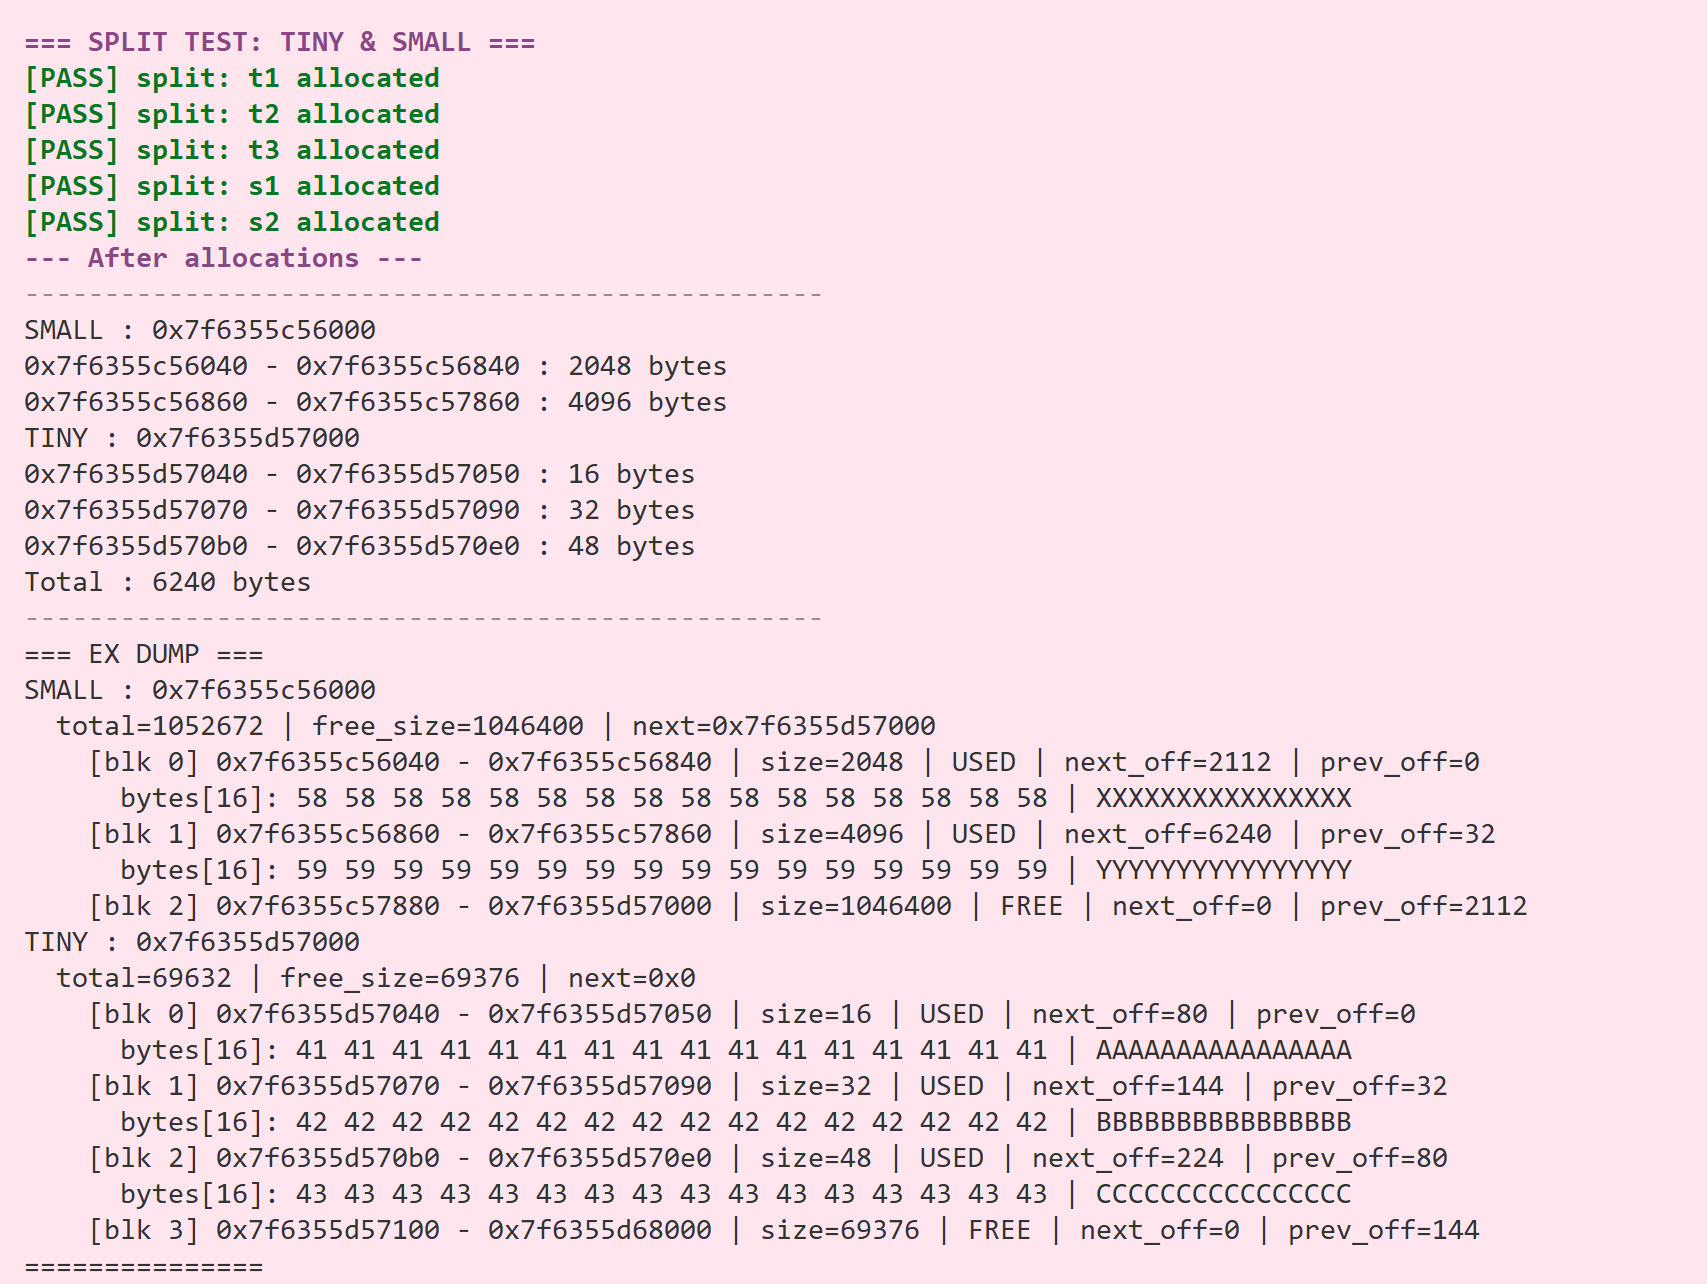 === SPLIT TEST: TINY & SMALL ===
[PASS] split: t1 allocated
[PASS] split: t2 allocated
[PASS] split: t3 allocated
[PASS] split: s1 allocated
[PASS] split: s2 allocated
--- After allocations ---
--------------------------------------------------
SMALL : 0x7f6355c56000
0x7f6355c56040 - 0x7f6355c56840 : 2048 bytes
0x7f6355c56860 - 0x7f6355c57860 : 4096 bytes
TINY : 0x7f6355d57000
0x7f6355d57040 - 0x7f6355d57050 : 16 bytes
0x7f6355d57070 - 0x7f6355d57090 : 32 bytes
0x7f6355d570b0 - 0x7f6355d570e0 : 48 bytes
Total : 6240 bytes
--------------------------------------------------
=== EX DUMP ===
SMALL : 0x7f6355c56000
  total=1052672 | free_size=1046400 | next=0x7f6355d57000
    [blk 0] 0x7f6355c56040 - 0x7f6355c56840 | size=2048 | USED | next_off=2112 | prev_off=0
      bytes[16]: 58 58 58 58 58 58 58 58 58 58 58 58 58 58 58 58 | XXXXXXXXXXXXXXXX
    [blk 1] 0x7f6355c56860 - 0x7f6355c57860 | size=4096 | USED | next_off=6240 | prev_off=32
      bytes[16]: 59 59 59 59 59 59 59 59 59 59 59 59 59 59 59 59 | YYYYYYYYYYYYYYYY
    [blk 2] 0x7f6355c57880 - 0x7f6355d57000 | size=1046400 | FREE | next_off=0 | prev_off=2112
TINY : 0x7f6355d57000
  total=69632 | free_size=69376 | next=0x0
    [blk 0] 0x7f6355d57040 - 0x7f6355d57050 | size=16 | USED | next_off=80 | prev_off=0
      bytes[16]: 41 41 41 41 41 41 41 41 41 41 41 41 41 41 41 41 | AAAAAAAAAAAAAAAA
    [blk 1] 0x7f6355d57070 - 0x7f6355d57090 | size=32 | USED | next_off=144 | prev_off=32
      bytes[16]: 42 42 42 42 42 42 42 42 42 42 42 42 42 42 42 42 | BBBBBBBBBBBBBBBB
    [blk 2] 0x7f6355d570b0 - 0x7f6355d570e0 | size=48 | USED | next_off=224 | prev_off=80
      bytes[16]: 43 43 43 43 43 43 43 43 43 43 43 43 43 43 43 43 | CCCCCCCCCCCCCCCC
    [blk 3] 0x7f6355d57100 - 0x7f6355d68000 | size=69376 | FREE | next_off=0 | prev_off=144
===============